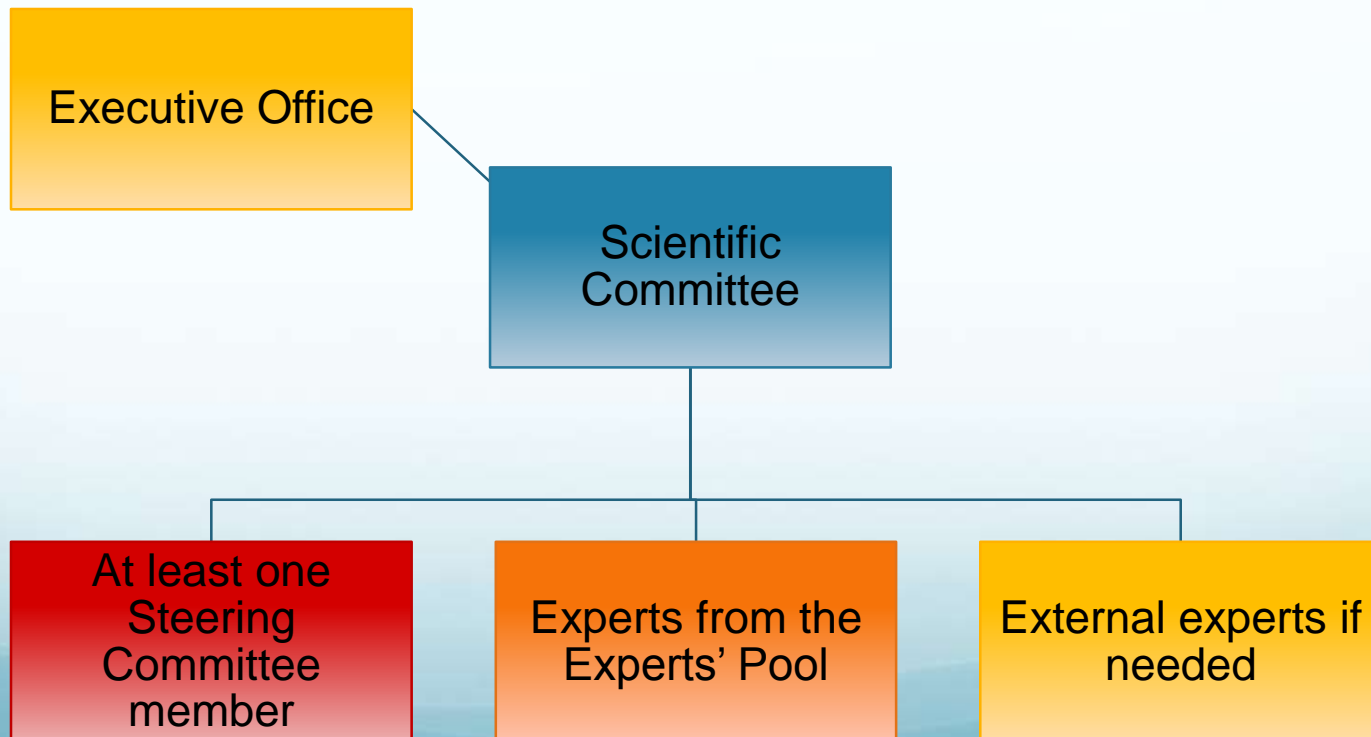 Executive Office
Scientific
Committee
At least one
Steering
Committee
member
Experts from the
Experts’ Pool
External experts if
needed